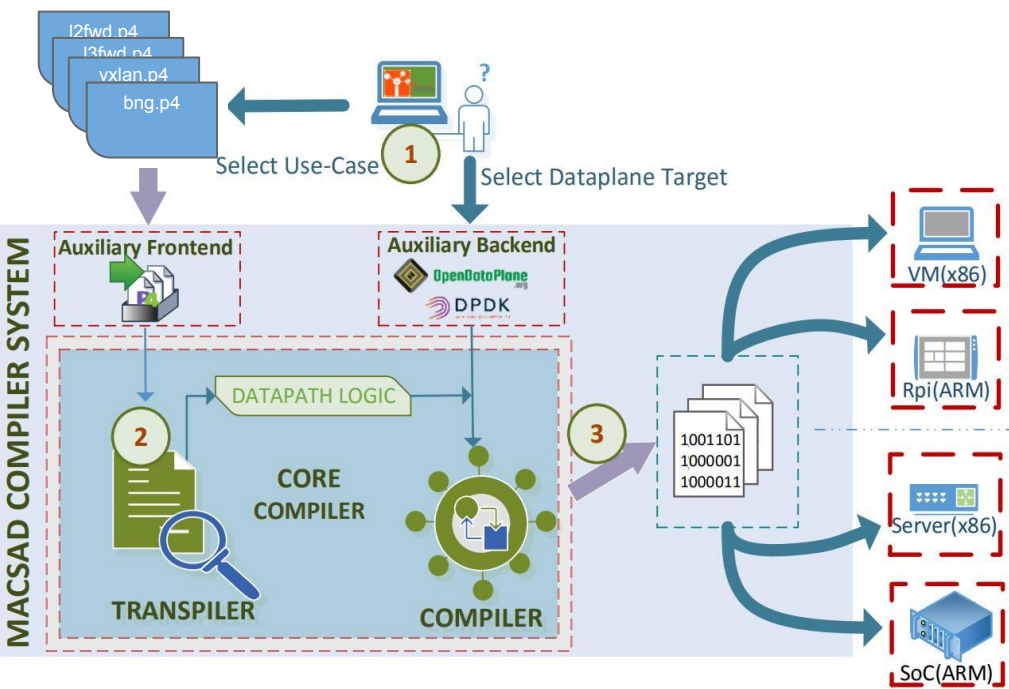 l2fwd.p4
l3fwd.p4
vxlan.p4
bng.p4
?
1
Select Use-Case
Select Dataplane Target
MACSAD COMPILER SYSTEM
Auxiliary Frontend
P4
Auxiliary Backend
OpenDataPlane
.org
DPDK
DATAPATH LOGIC
2
CORE
COMPILER
TRANSPILER
COMPILER
3
1001101
1000001
1000011
VM(x86)
Rpi(ARM)
Server(x86)
SoC(ARM)